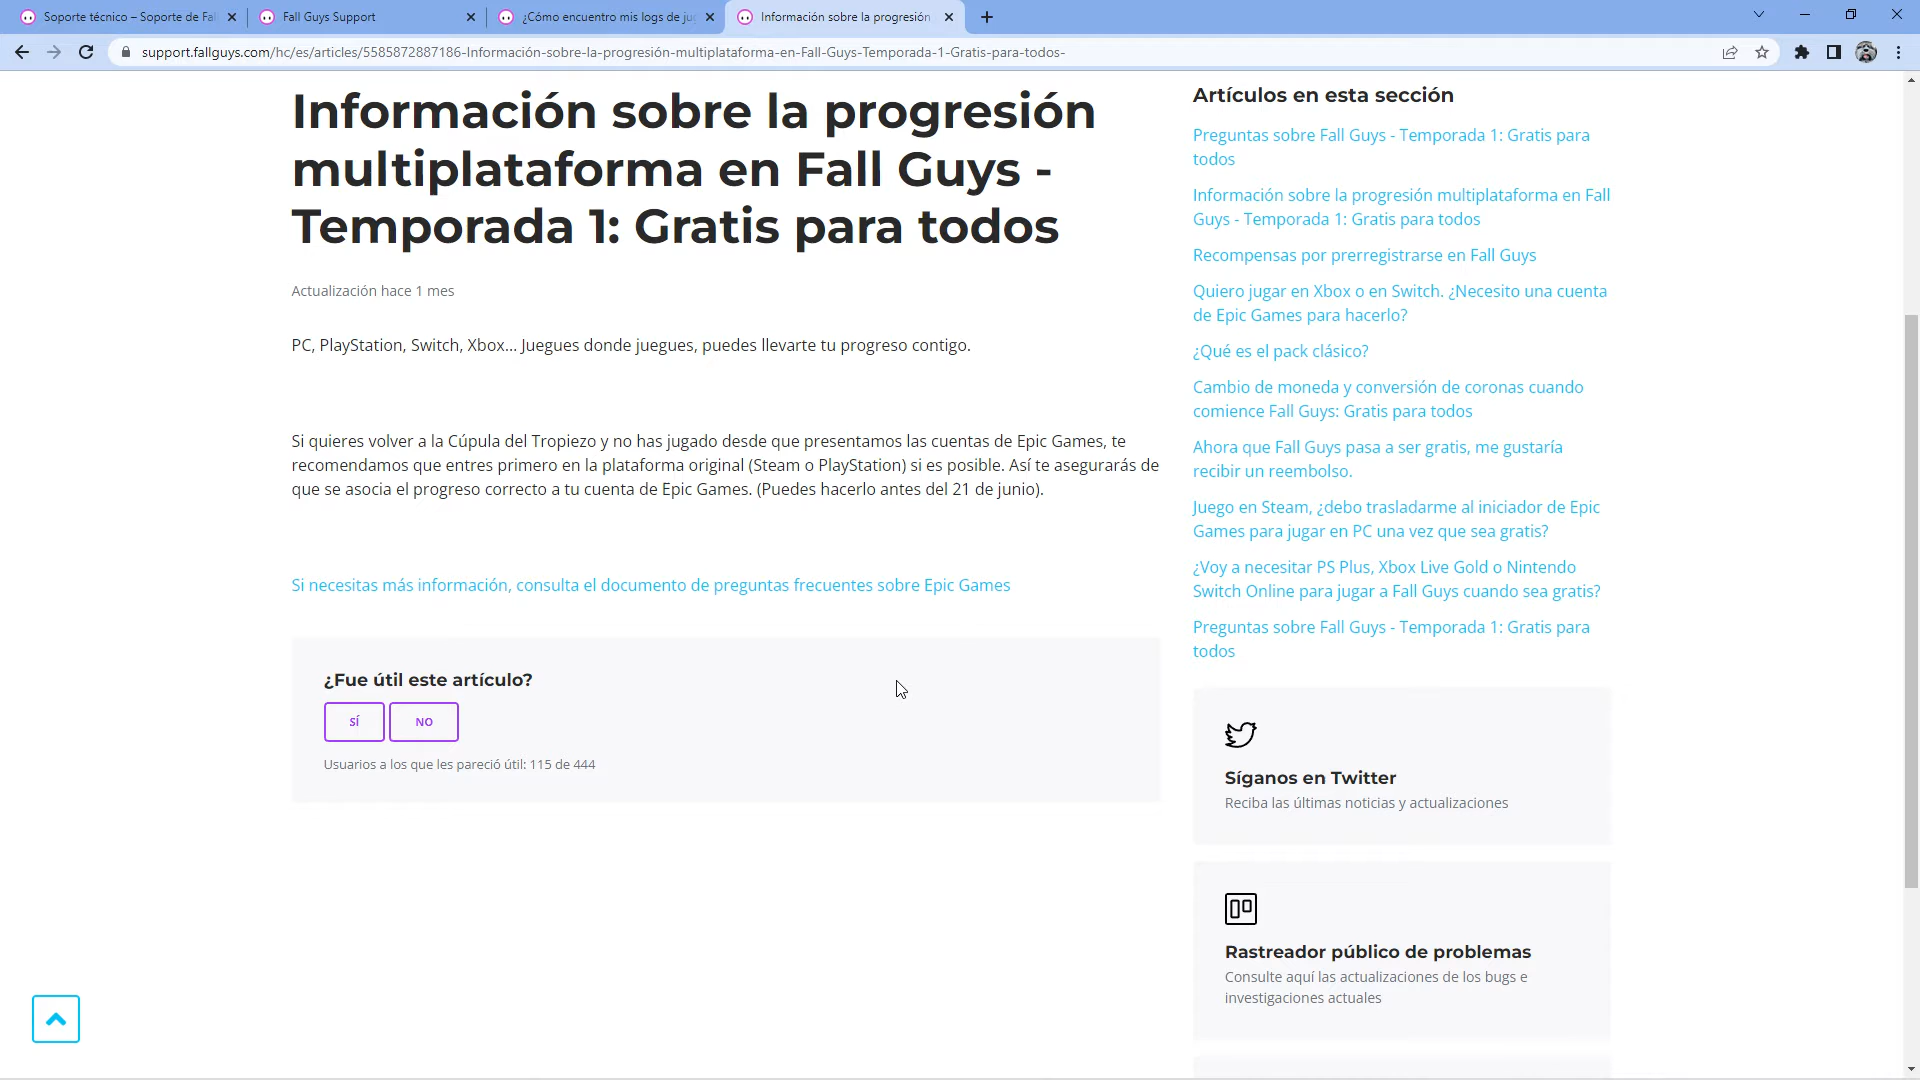 Soporte técnico – Soporte de Fal
Fall Guys Support
¿Cómo encuentro mis logs de jue
Información sobre la progresión
support.fallguys.com/hc/es/articles/5585872887186-Información-sobre-la-progresión-multiplataforma-en-Fall-Guys-Temporada-1-Gratis-para-todos-
Información sobre la progresión
multiplataforma en Fall Guys -
Temporada 1: Gratis para todos
Actualización hace 1 mes
PC, PlayStation, Switch, Xbox... Juegues donde juegues, puedes llevarte tu progreso contigo.
Si quieres volver a la Cúpula del Tropiezo y no has jugado desde que presentamos las cuentas de Epic Games, te
recomendamos que entres primero en la plataforma original (Steam o PlayStation) si es posible. Así te asegurarás de
que se asocia el progreso correcto a tu cuenta de Epic Games. (Puedes hacerlo antes del 21 de junio).
Si necesitas más información, consulta el documento de preguntas frecuentes sobre Epic Games
¿Fue útil este artículo?
SÍ
NO
Usuarios a los que les pareció útil: 115 de 444
Artículos en esta sección
Preguntas sobre Fall Guys - Temporada 1: Gratis para
todos
Información sobre la progresión multiplataforma en Fall
Guys - Temporada 1: Gratis para todos
Recompensas por prerregistrarse en Fall Guys
Quiero jugar en Xbox o en Switch. ¿Necesito una cuenta
de Epic Games para hacerlo?
¿Qué es el pack clásico?
Cambio de moneda y conversión de coronas cuando
comience Fall Guys: Gratis para todos
Ahora que Fall Guys pasa a ser gratis, me gustaría
recibir un reembolso.
Juego en Steam, ¿debo trasladarme al iniciador de Epic
Games para jugar en PC una vez que sea gratis?
¿Voy a necesitar PS Plus, Xbox Live Gold o Nintendo
Switch Online para jugar a Fall Guys cuando sea gratis?
Preguntas sobre Fall Guys - Temporada 1: Gratis para
todos
Síganos en Twitter
Reciba las últimas noticias y actualizaciones
Rastreador público de problemas
Consulte aquí las actualizaciones de los bugs e
investigaciones actuales